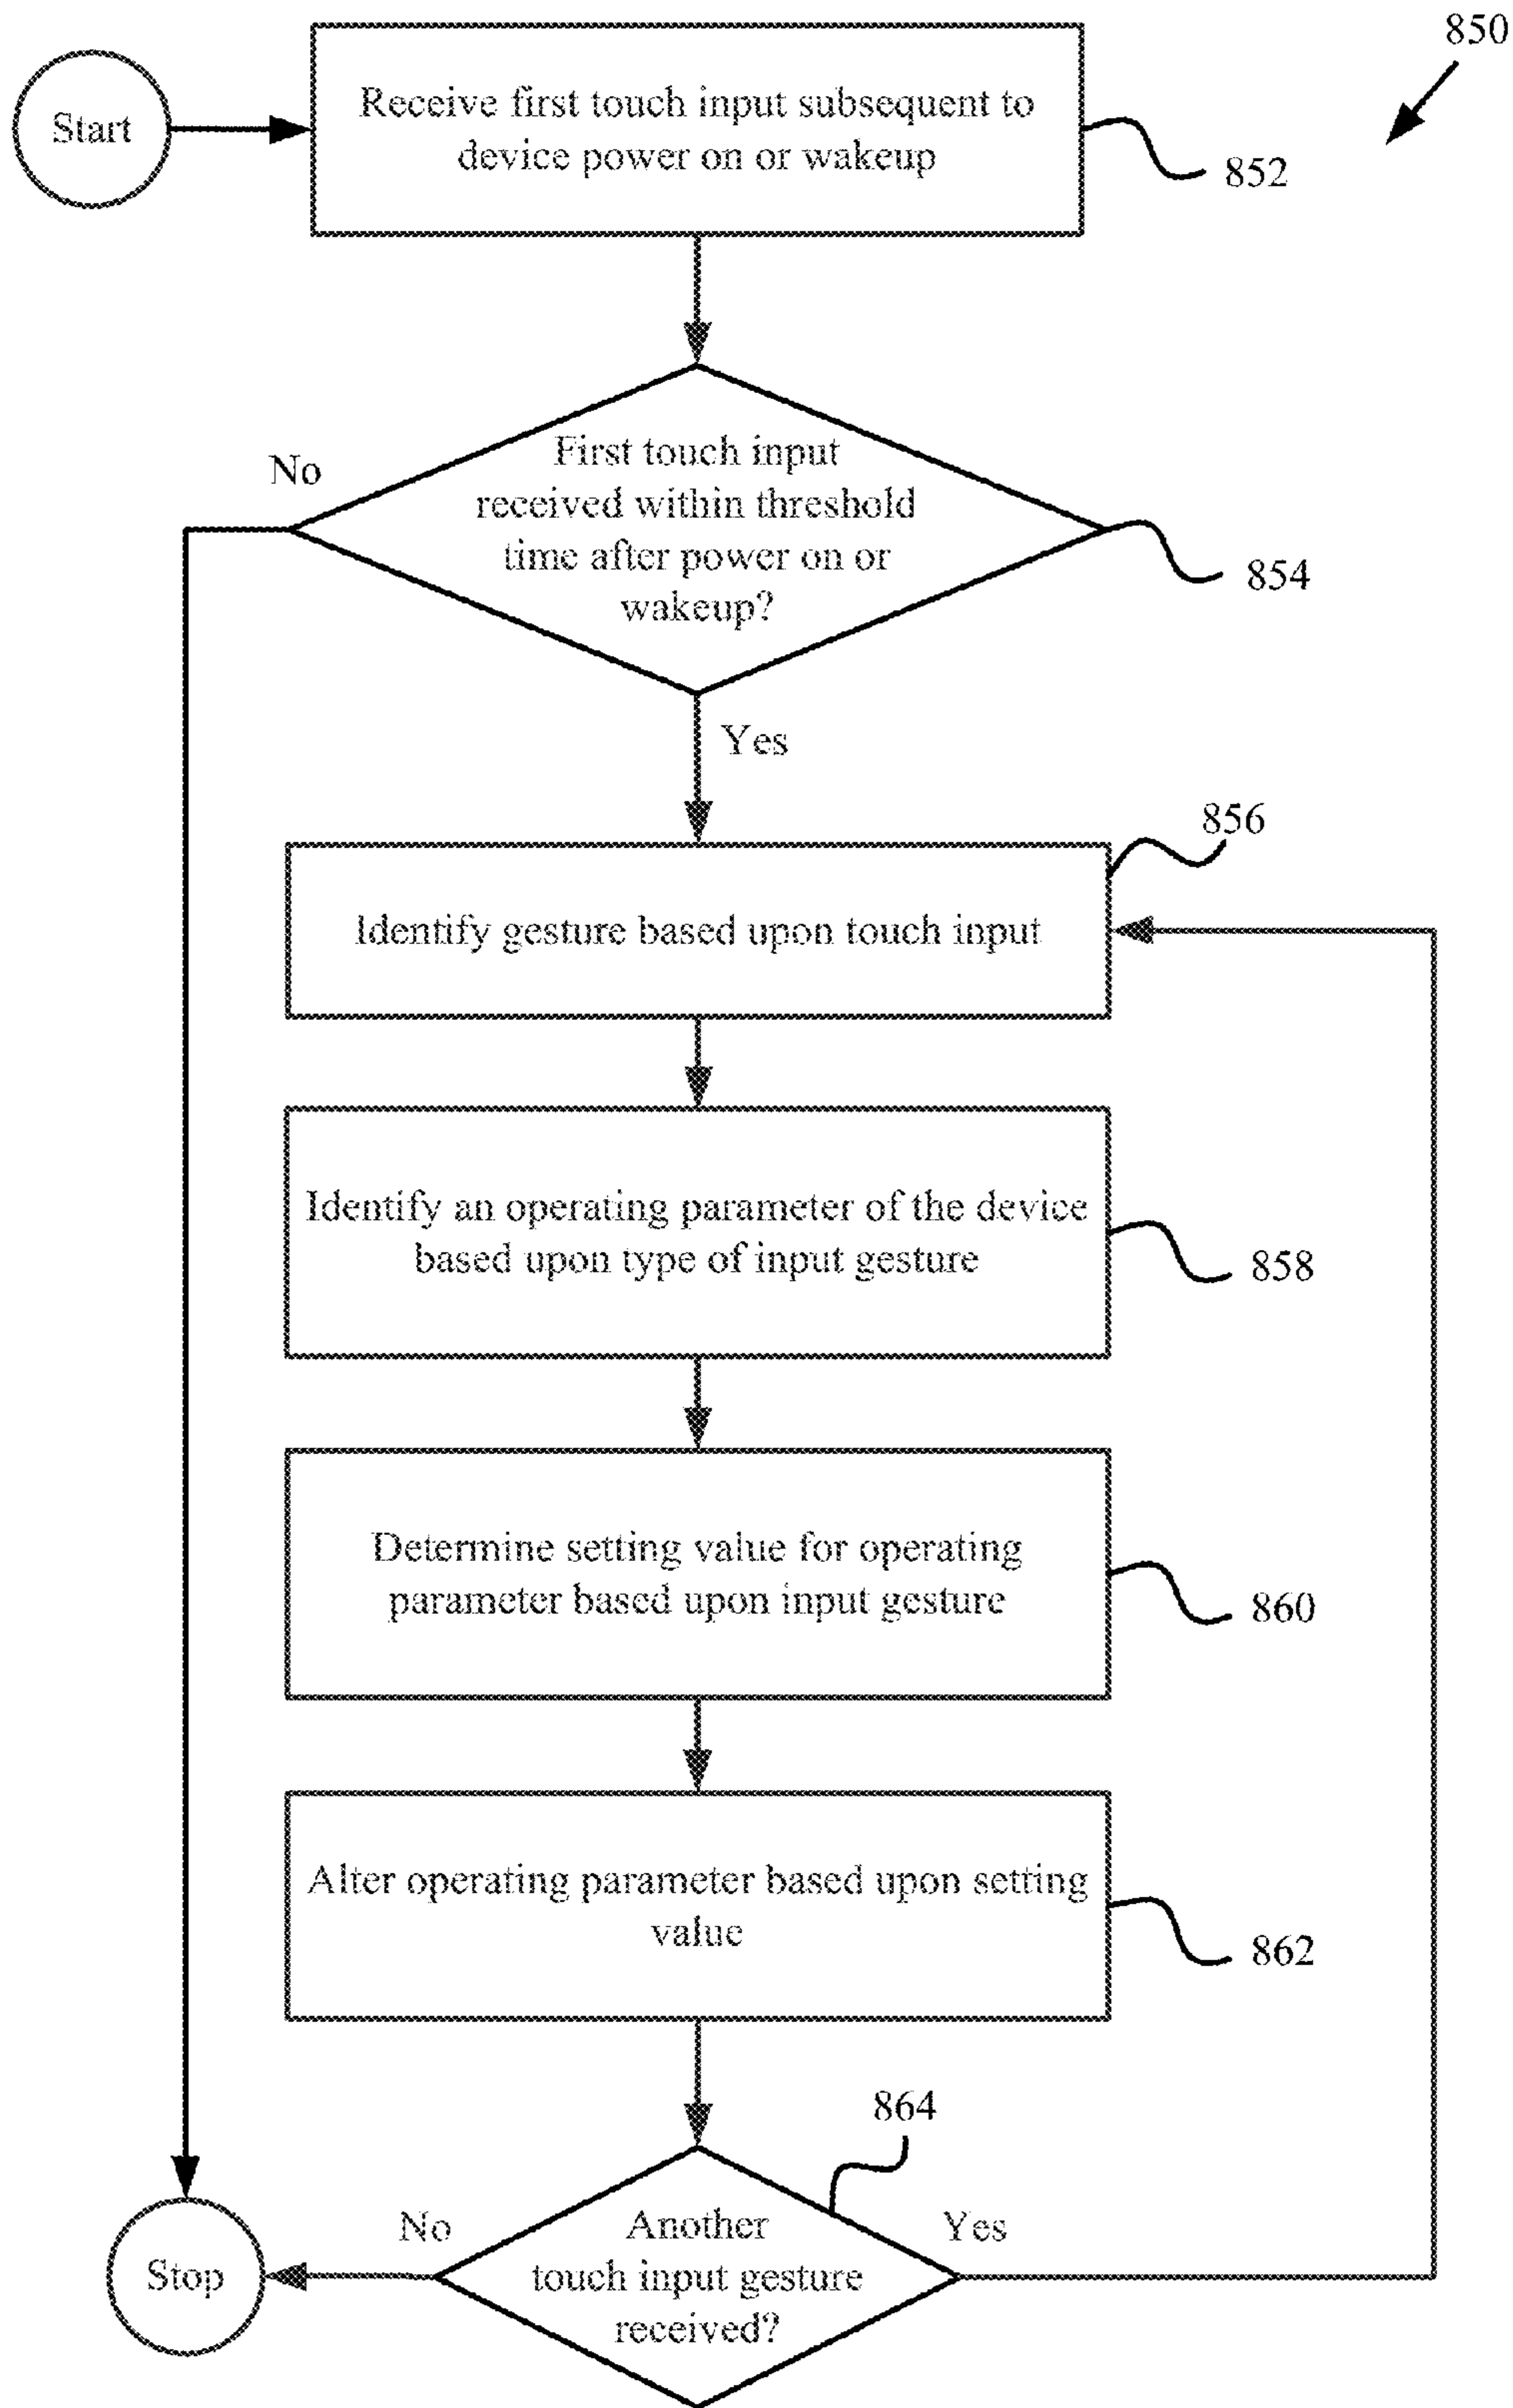 850
Start
Receive first touch input subsequent to
device power on or wakeup
852
No
First touch input
received within threshold
time after power on or
wakeup?
854
Yes
856
Identify gesture based upon touch input
Identify an operating parameter of the device
based upon type of input gesture
858
Determine setting value for operating
parameter based upon input gesture
860
Alter operating parameter based upon setting
value
862
864
No
Another
touch input gesture
received?
Yes
Stop